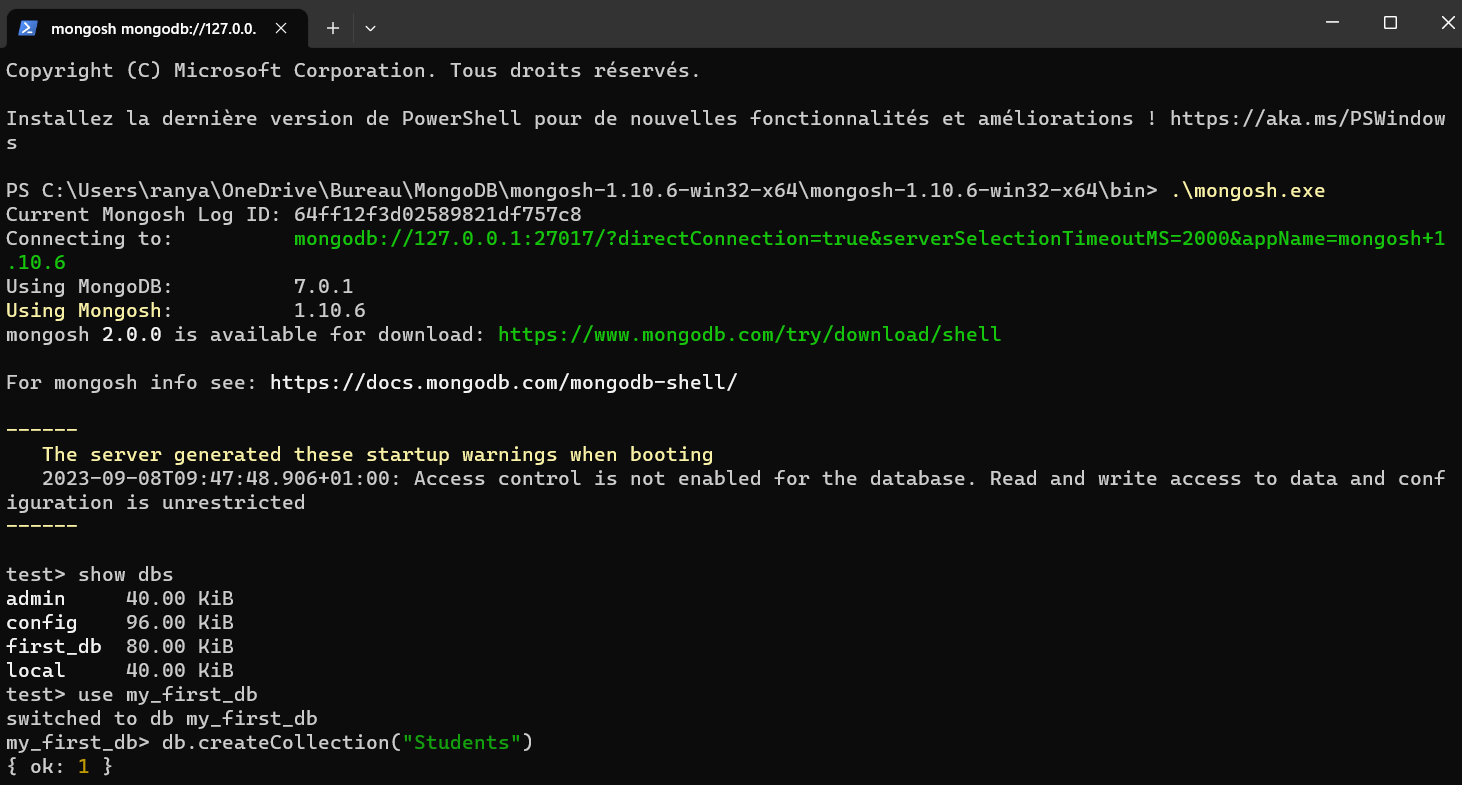 mongosh mongodb://127.0.0.
Copyright (C) Microsoft Corporation. Tous droits réservés.
Installez la dernière version de PowerShell pour de nouvelles fonctionnalités et améliorations ! https://aka.ms/PSWindow
s
PS C:\Users\ranya\OneDrive\Bureau\MongoDB\mongosh-1.10.6-win32-x64\mongosh-1.10.6-win32-x64\bin> .\mongosh.exe
Current Mongosh Log ID: 64ff12f3d02589821df757c8
Connecting to:          mongodb://127.0.0.1:27017/?directConnection=true&serverSelectionTimeoutMS=2000&appName=mongosh+1
.10.6
Using MongoDB:          7.0.1
Using Mongosh:          1.10.6
mongosh 2.0.0 is available for download: https://www.mongodb.com/try/download/shell
For mongosh info see: https://docs.mongodb.com/mongodb-shell/
------
   The server generated these startup warnings when booting
   2023-09-08T09:47:48.906+01:00: Access control is not enabled for the database. Read and write access to data and conf
iguration is unrestricted
------
test> show dbs
admin     40.00 KiB
config    96.00 KiB
first_db  80.00 KiB
local     40.00 KiB
test> use my_first_db
switched to db my_first_db
my_first_db> db.createCollection("Students")
{ ok: 1 }